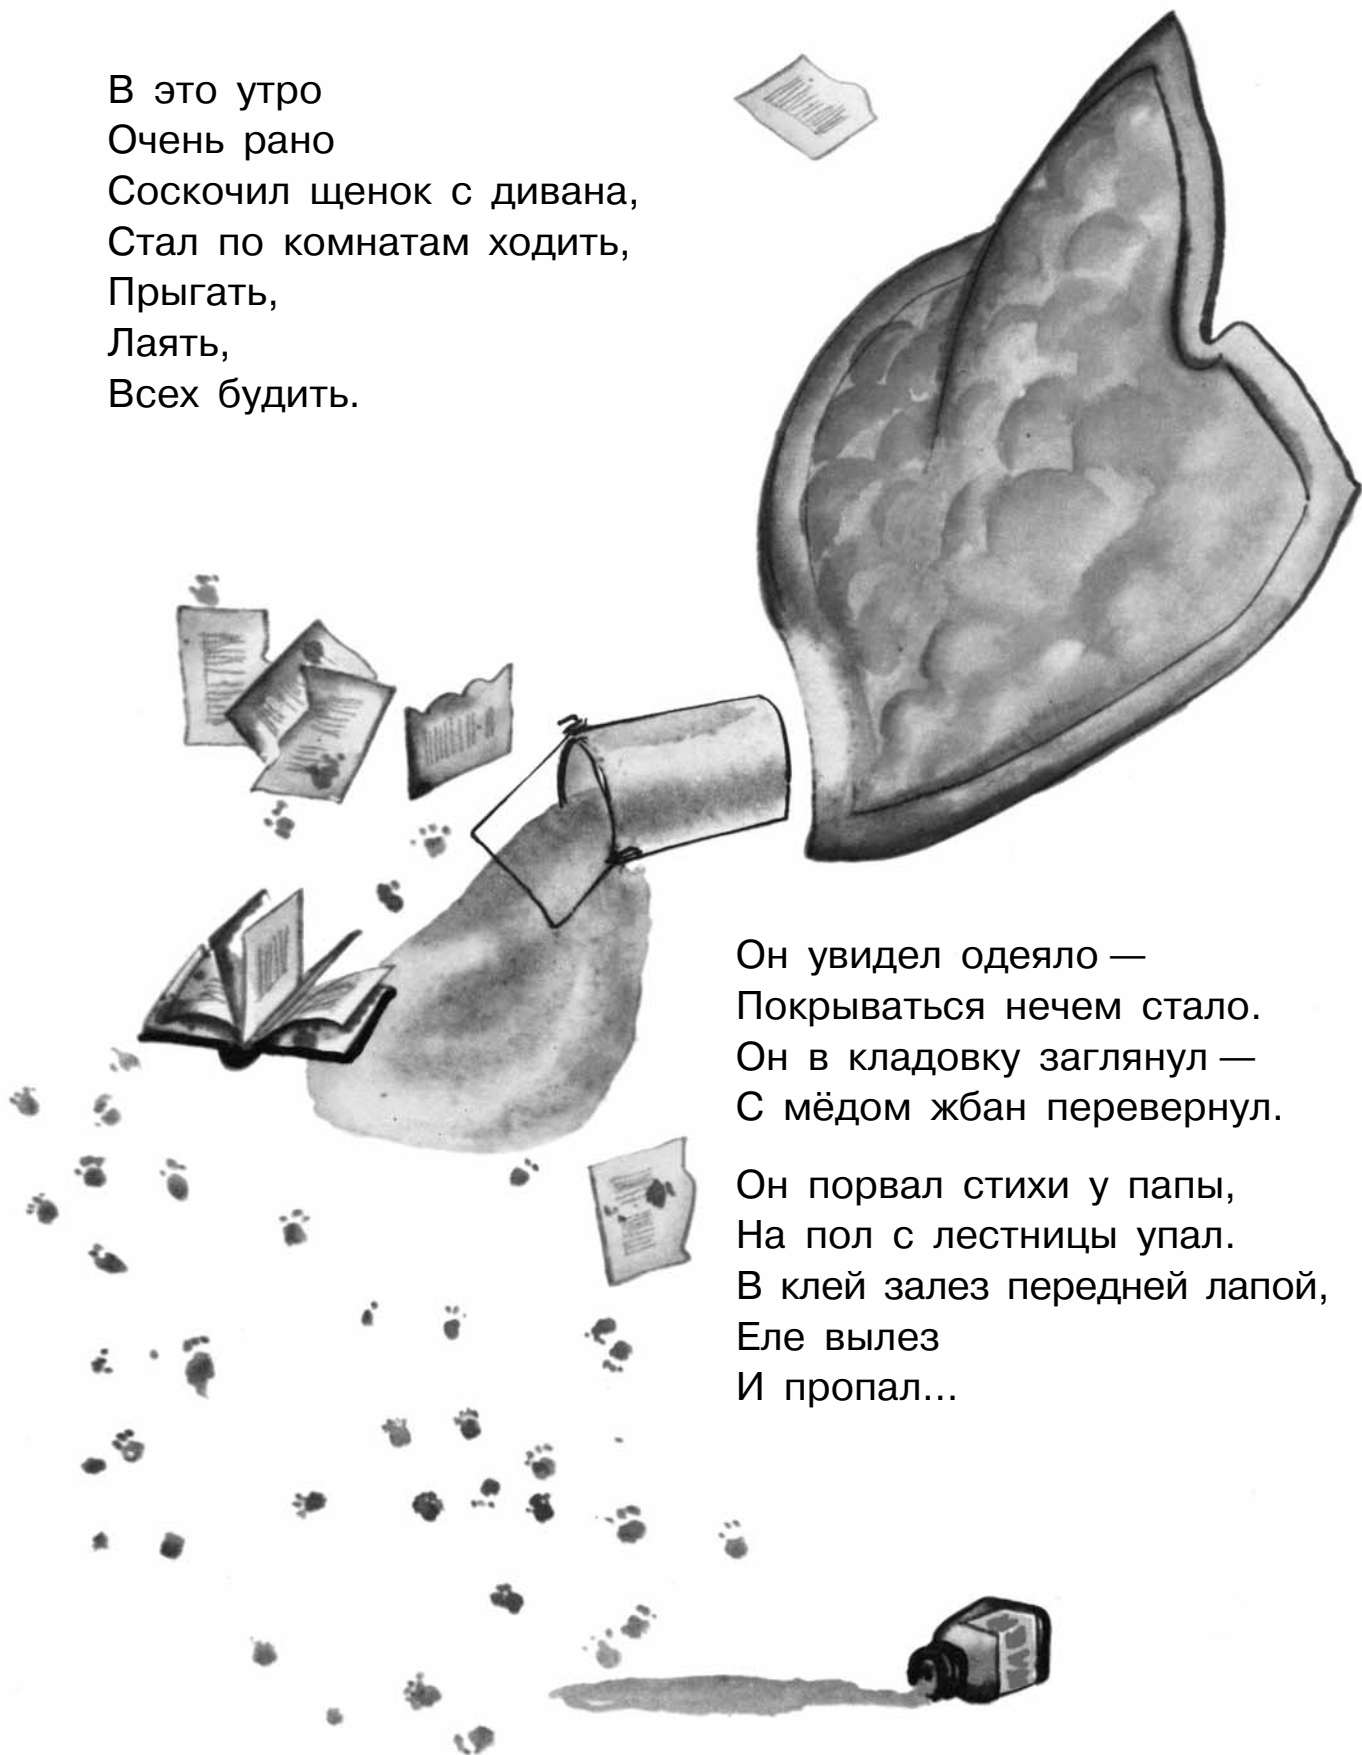 В это утро
Очень рано
Соскочил щенок с дивана,
Стал по комнатам ходить,
Прыгать,
Лаять,
Всех будить.
Он увидел одеяло —
Покрываться нечем стало.
Он в кладовку заглянул —
С мёдом жбан перевернул.
Он порвал стихи у папы,
На пол с лестницы упал.
В клей залез передней лапой,
Еле вылез
И пропал...